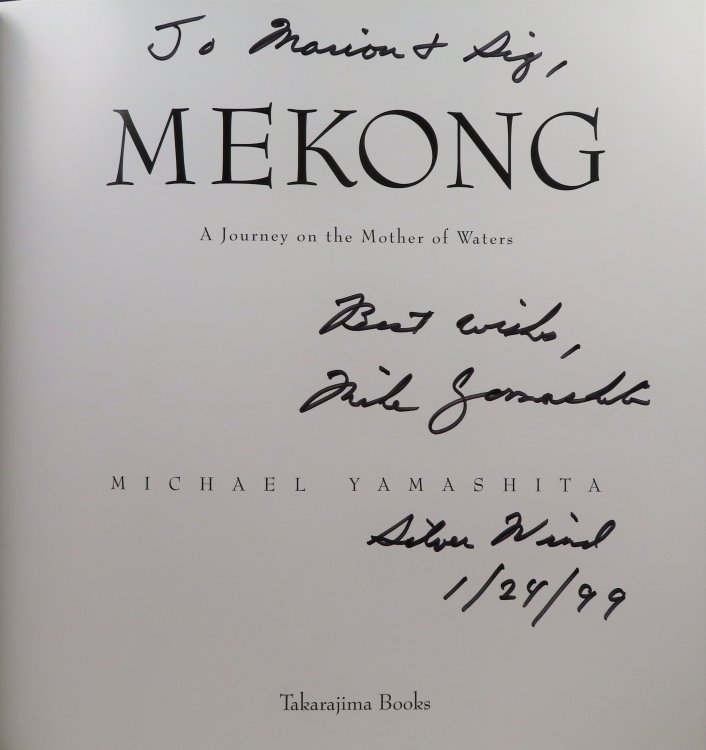 To Marion & Sig,
MEKONG
A Journey on the Mother of Waters
Best wishes,
Mike Yamashita
MICHAEL YAMASHITA
Silver Wind
1/24/99
Takarajima Books